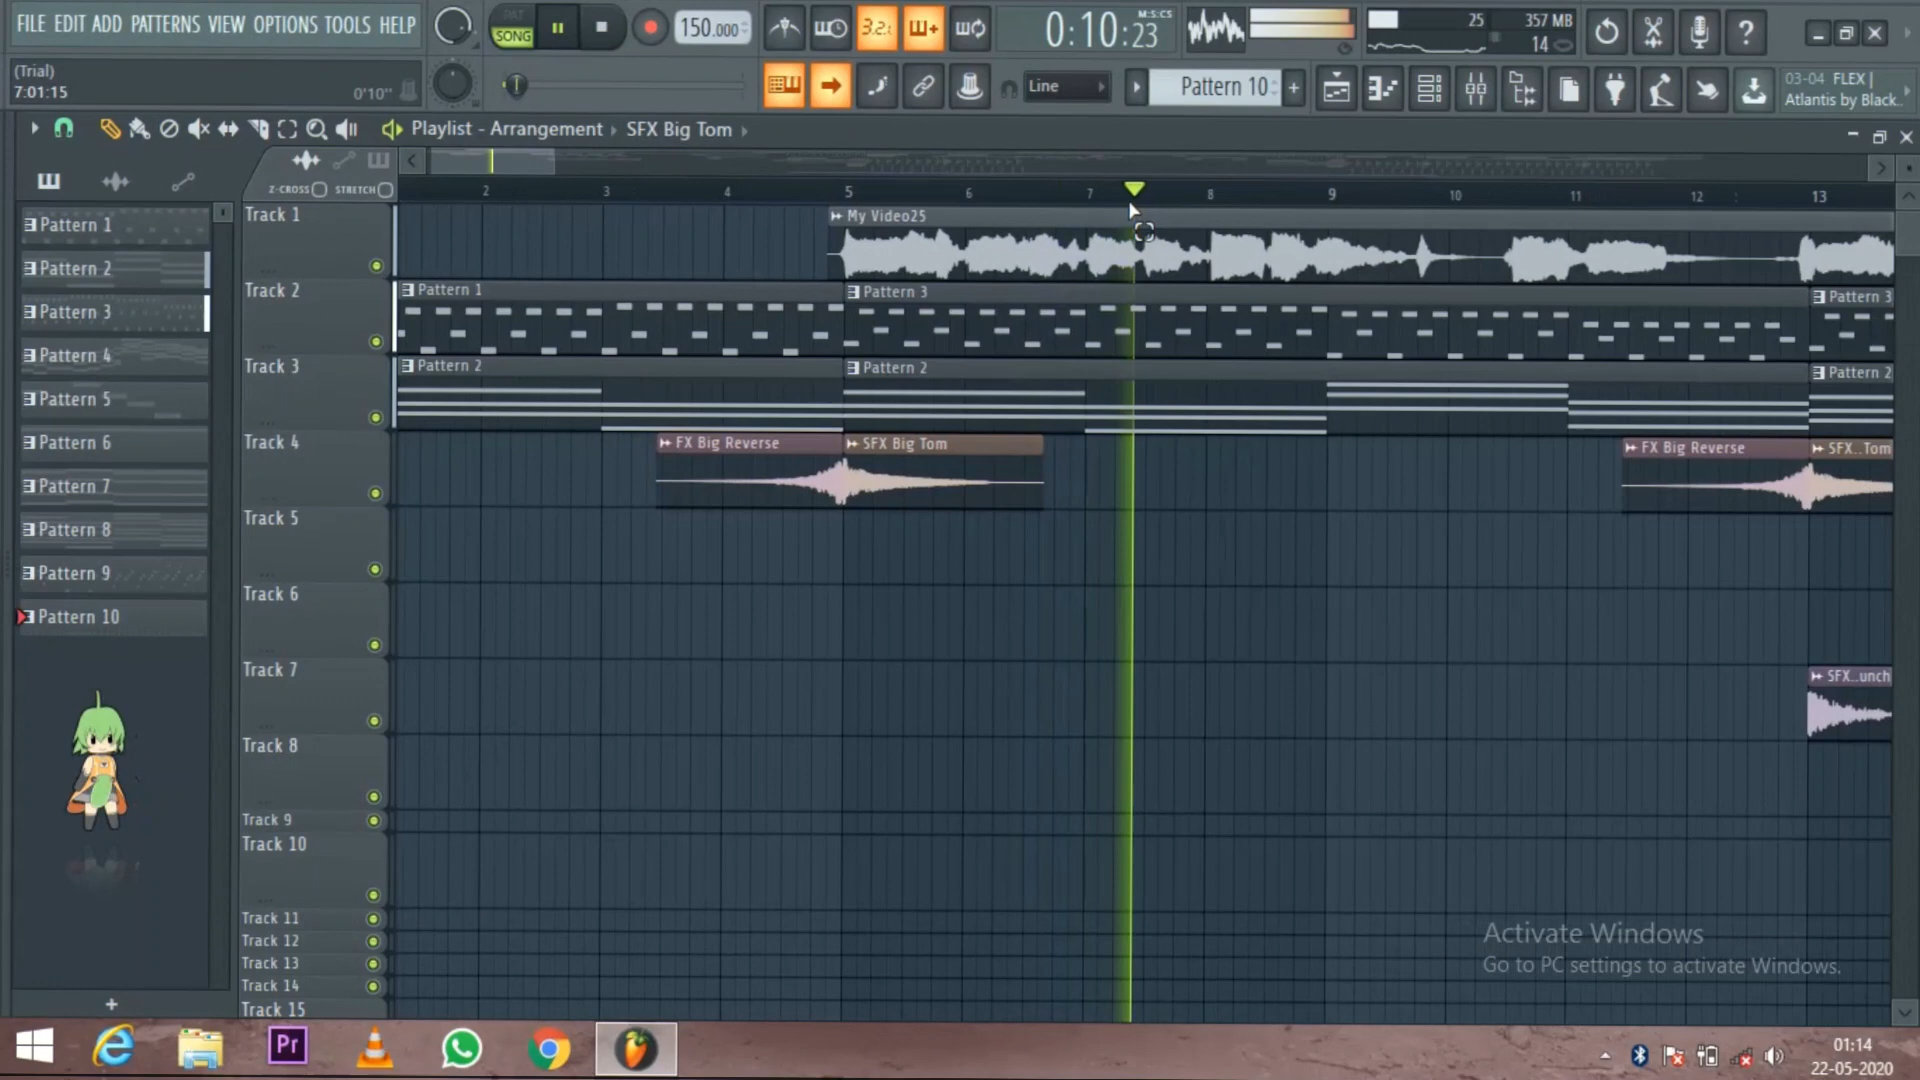 FILE EDIT ADD PATTERNS VIEW OPTIONS TOOLS HELP
PAT
SONG
150.000
3.2.
0:10:23
M:S:CS
25
357 MB
14
(Trial)
7:01:15
0'10"
Line
Pattern 10
03-04 FLEX |
Atlantis by Black..
Playlist - Arrangement
SFX Big Tom
Z-CROSS
STRETCH
2 3 4 5 6 7 8 9 10 11 12 13
Pattern 1
Pattern 2
Pattern 3
Pattern 4
Pattern 5
Pattern 6
Pattern 7
Pattern 8
Pattern 9
Pattern 10
Track 1
My Video25
Track 2
Pattern 1
Pattern 3
Pattern 3
Track 3
Pattern 2
Pattern 2
Pattern 2
Track 4
FX Big Reverse
SFX Big Tom
FX Big Reverse
SFX..Tom
Track 5
Track 6
Track 7
SFX..unch
Track 8
Track 9
Track 10
Track 11
Track 12
Track 13
Track 14
Track 15
Activate Windows
Go to PC settings to activate Windows.
Pr
01:14
22-05-2020